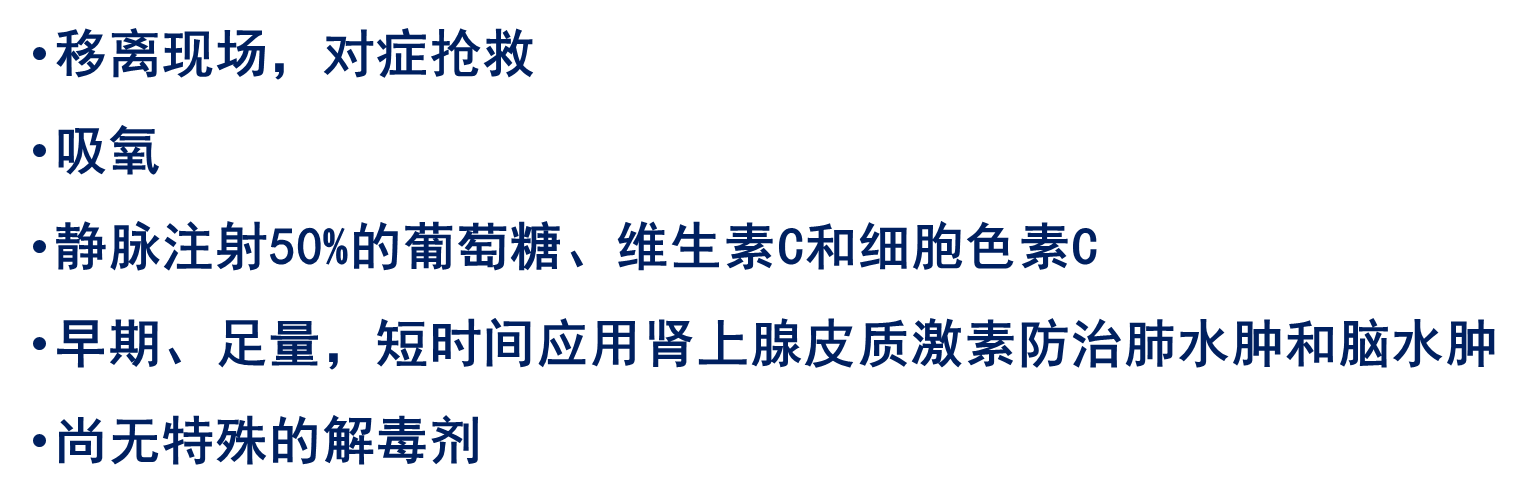 •移离现场，对症抢救
•吸氧
•静脉注射50%的葡萄糖、维生素C和细胞色素C
•早期、足量，短时间应用肾上腺皮质激素防治肺水肿和脑水肿
•尚无特殊的解毒剂